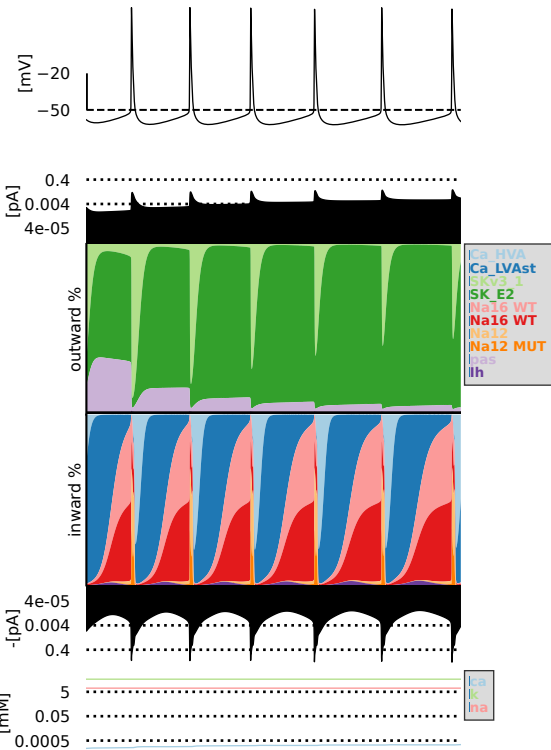 [mV]
−20
−50
[pA]
0.4
0.004
4e-05
outward %
Ca_HVA
Ca_LVAst
SKv3_1
SK_E2
Na16 WT
Na16 WT
Na12
Na12 MUT
pas
Ih
inward %
-[pA]
4e-05
0.004
0.4
[mM]
5
0.05
0.0005
ca
k
na